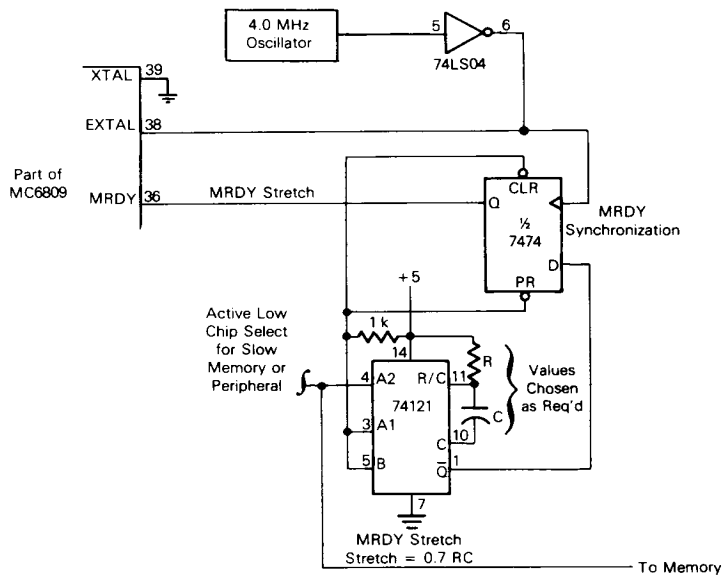 4.0 MHz
Oscillator
5
6
74LS04
XTAL
39
EXTAL
38
Part of
MC6809
MRDY
36
MRDY Stretch
CLR
Q
½
7474
D
PR
MRDY
Synchronization
+5
Active Low
Chip Select
for Slow
Memory or
Peripheral
1 k
14
R
4
A2
R/C
11
74121
C
Values
Chosen
as Req'd
3
A1
10
C
5
B
Q̅
1
7
MRDY Stretch
Stretch = 0.7 RC
To Memory